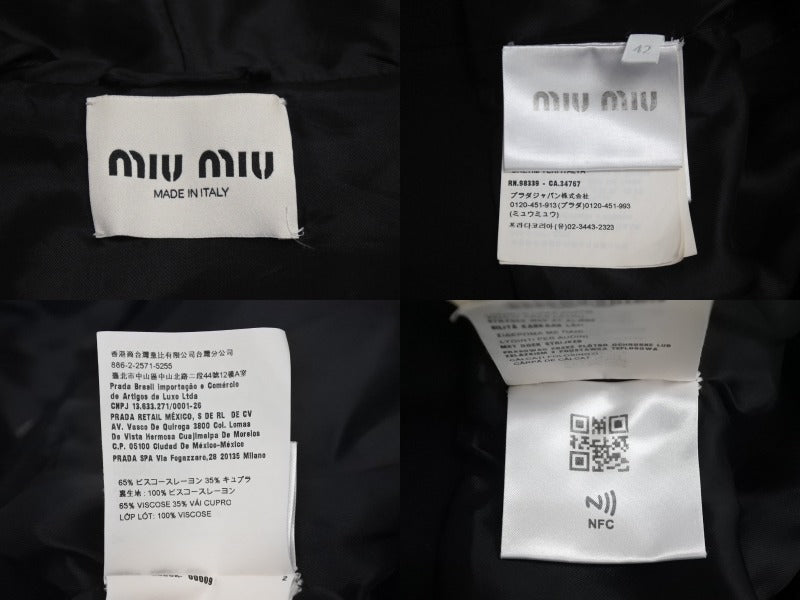 miu miu
MADE IN ITALY
42
miu miu
RN.98339 - CA.34767
プラダジャパン株式会社
0120-451-913 (プラダ)0120-451-993
(ミュウミュウ)
프라다코리아(유)02-3443-2323
香港商台灣普比有限公司台灣分公司
886-2-2571-5255
臺北市中山區中山北路二段44號12樓A室
Prada Brasil Importação e Comércio
de Artigos de Luxo Ltda
CNPJ 13.633.271/0001-26
PRADA RETAIL MÉXICO, S DE RL DE CV
AV. Vasco De Quiroga 3800 Col. Lomas
De Vista Hermosa Cuajimalpa De Morelos
C.P. 05100 Ciudad De México-México
PRADA SPA Via Fogazzaro,28 20135 Milano
65% ビスコースレーヨン 35% キュプラ
裏生地: 100% ビスコースレーヨン
65% VISCOSE 35% VẢI CUPRO
LỚP LÓT: 100% VISCOSE
2
NFC